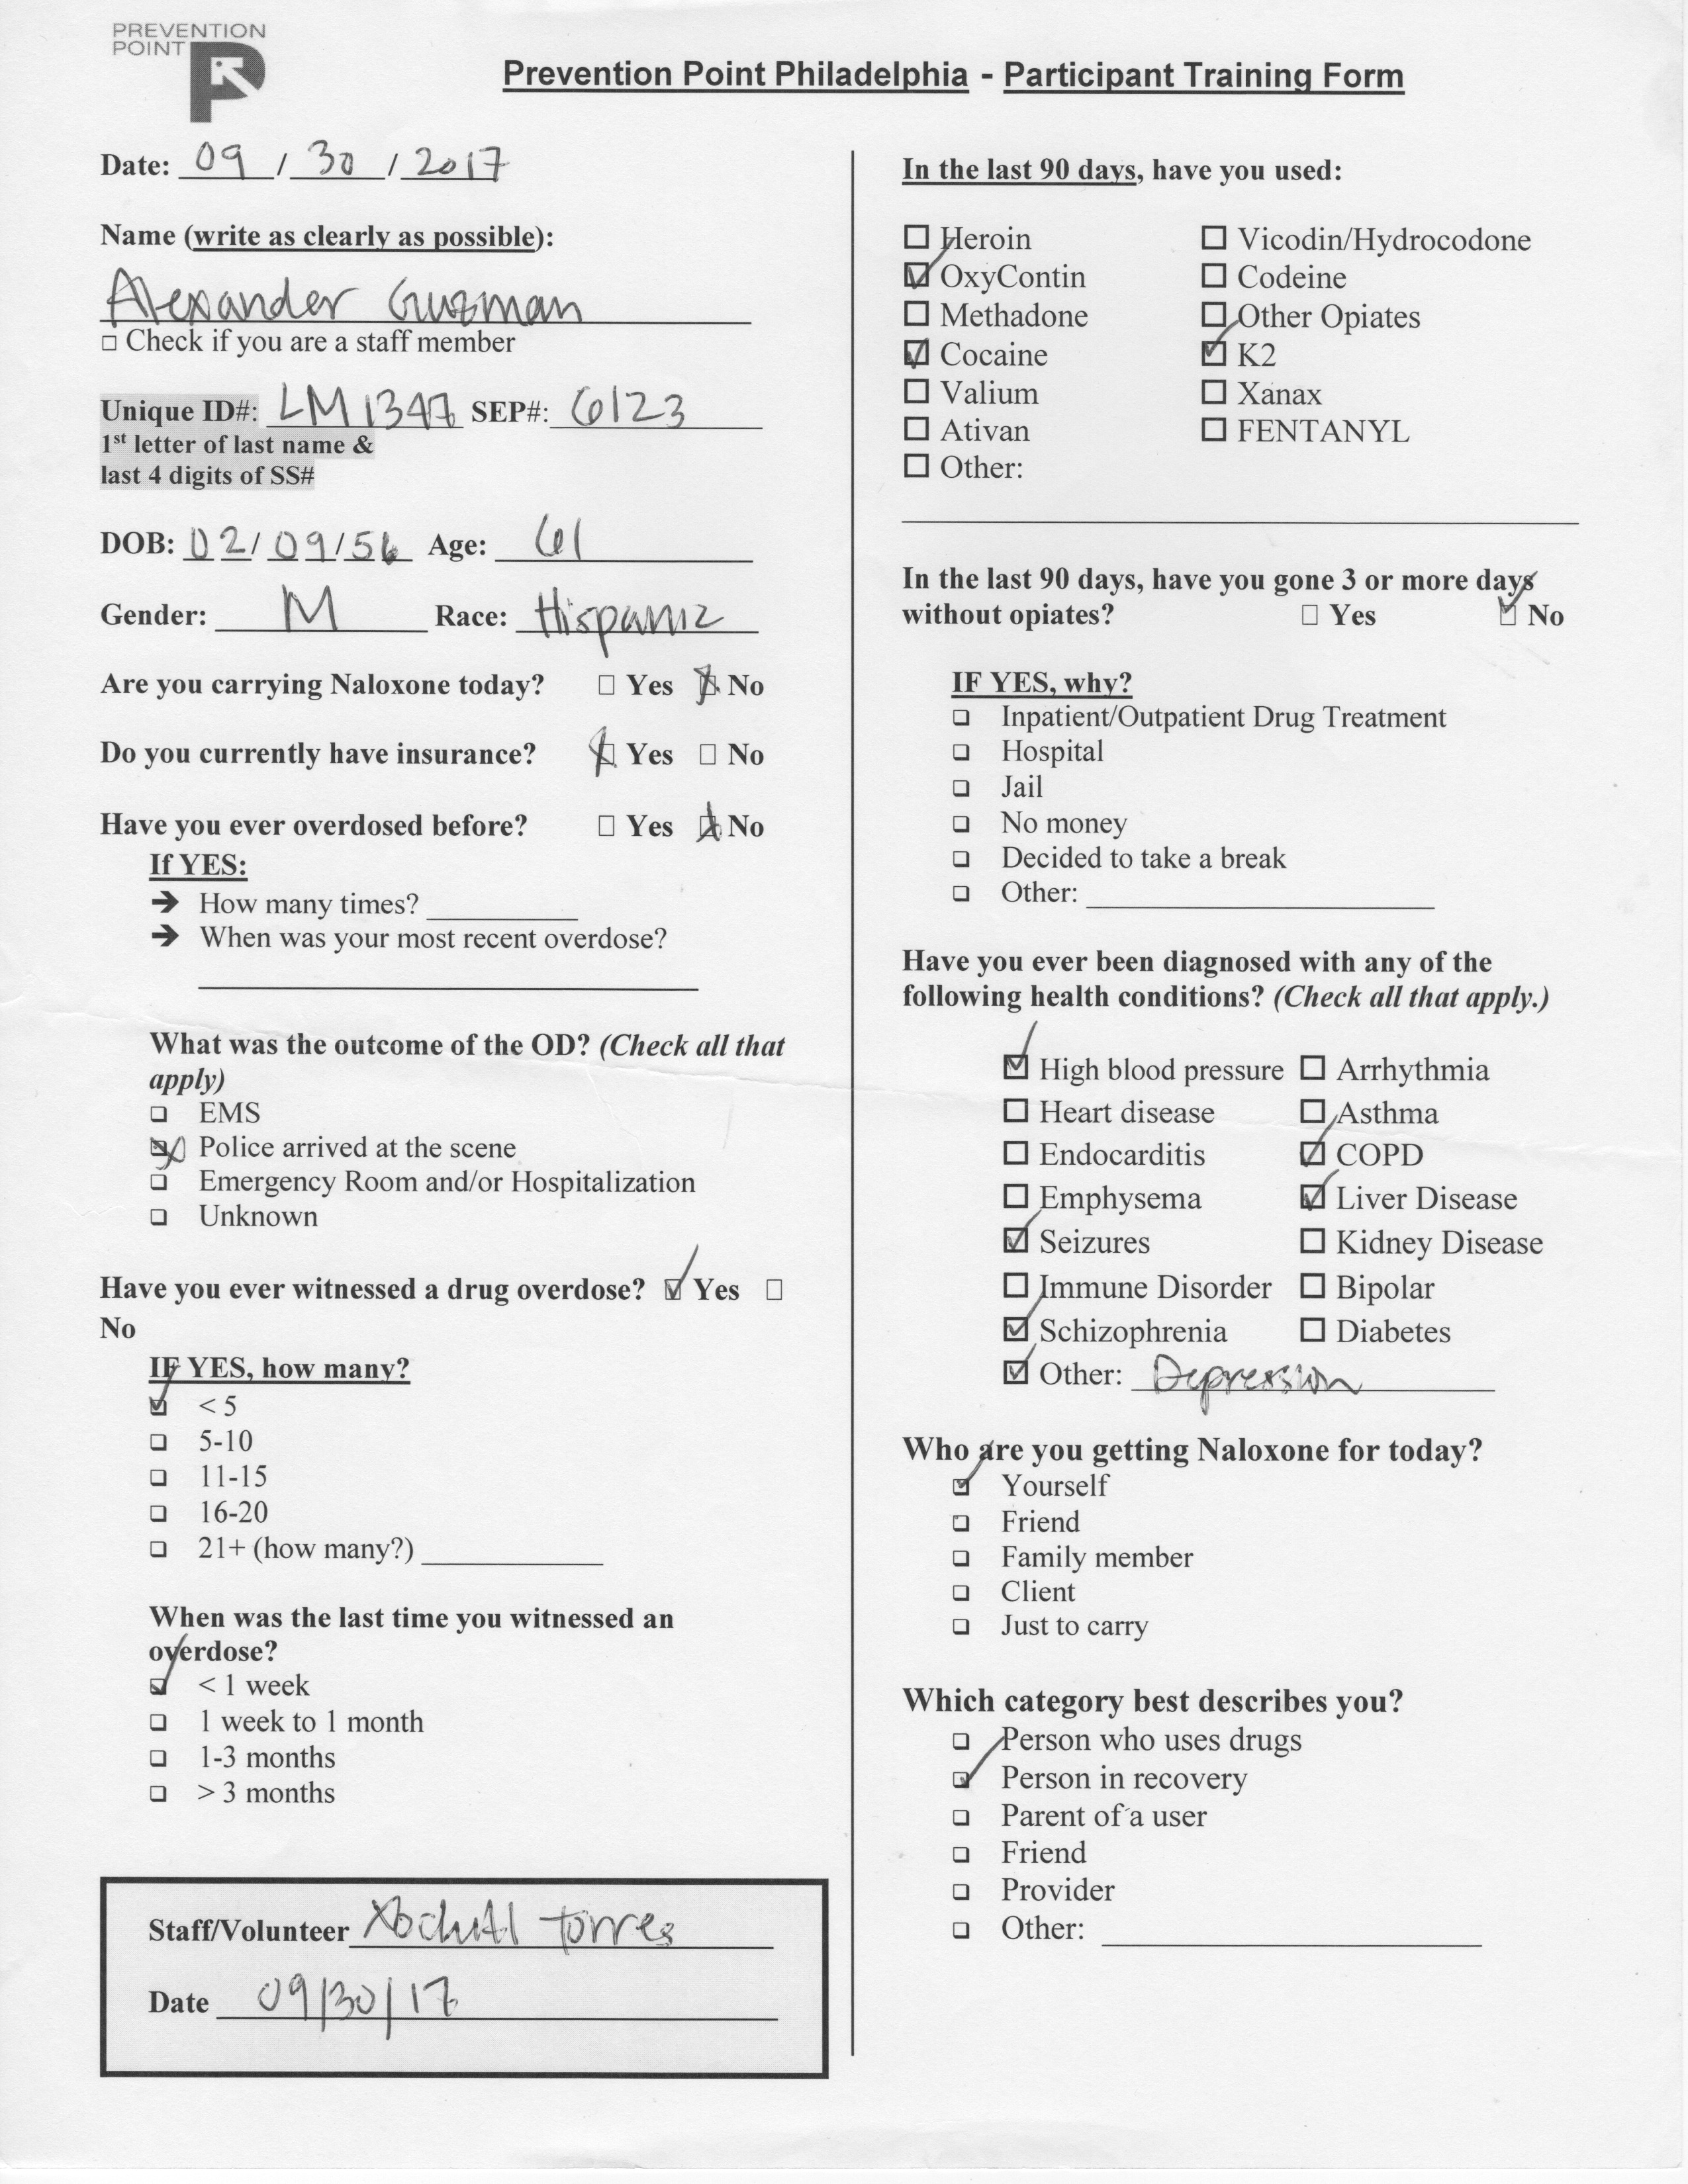 PREVENTION
POINT
Prevention Point Philadelphia - Participant Training Form
Date: 09 / 30 / 2017
Name (write as clearly as possible):
Alexander Guzman
□ Check if you are a staff member
Unique ID#: LM1347 SEP#: 6123
1st letter of last name &
last 4 digits of SS#
DOB: 02/09/56 Age: 61
Gender: M Race: Hispanic
Are you carrying Naloxone today? □ Yes ☒ No
Do you currently have insurance? ☒ Yes □ No
Have you ever overdosed before? □ Yes ☒ No
If YES:
➔ How many times?
➔ When was your most recent overdose?
What was the outcome of the OD? (Check all that
apply)
□ EMS
☒ Police arrived at the scene
□ Emergency Room and/or Hospitalization
□ Unknown
Have you ever witnessed a drug overdose? ☑ Yes □
No
IF YES, how many?
☑ < 5
□ 5-10
□ 11-15
□ 16-20
□ 21+ (how many?)
When was the last time you witnessed an
overdose?
☑ < 1 week
□ 1 week to 1 month
□ 1-3 months
□ > 3 months
Staff/Volunteer Xochitl Torres
Date 09/30/17
In the last 90 days, have you used:
□ Heroin □ Vicodin/Hydrocodone
☑ OxyContin □ Codeine
□ Methadone □ Other Opiates
☑ Cocaine ☑ K2
□ Valium □ Xanax
□ Ativan □ FENTANYL
□ Other:
In the last 90 days, have you gone 3 or more days
without opiates? □ Yes ☑ No
IF YES, why?
□ Inpatient/Outpatient Drug Treatment
□ Hospital
□ Jail
□ No money
□ Decided to take a break
□ Other:
Have you ever been diagnosed with any of the
following health conditions? (Check all that apply.)
☑ High blood pressure □ Arrhythmia
□ Heart disease □ Asthma
□ Endocarditis ☑ COPD
□ Emphysema ☑ Liver Disease
☑ Seizures □ Kidney Disease
□ Immune Disorder □ Bipolar
☑ Schizophrenia □ Diabetes
☑ Other: Depression
Who are you getting Naloxone for today?
☑ Yourself
□ Friend
□ Family member
□ Client
□ Just to carry
Which category best describes you?
□ Person who uses drugs
☑ Person in recovery
□ Parent of a user
□ Friend
□ Provider
□ Other: